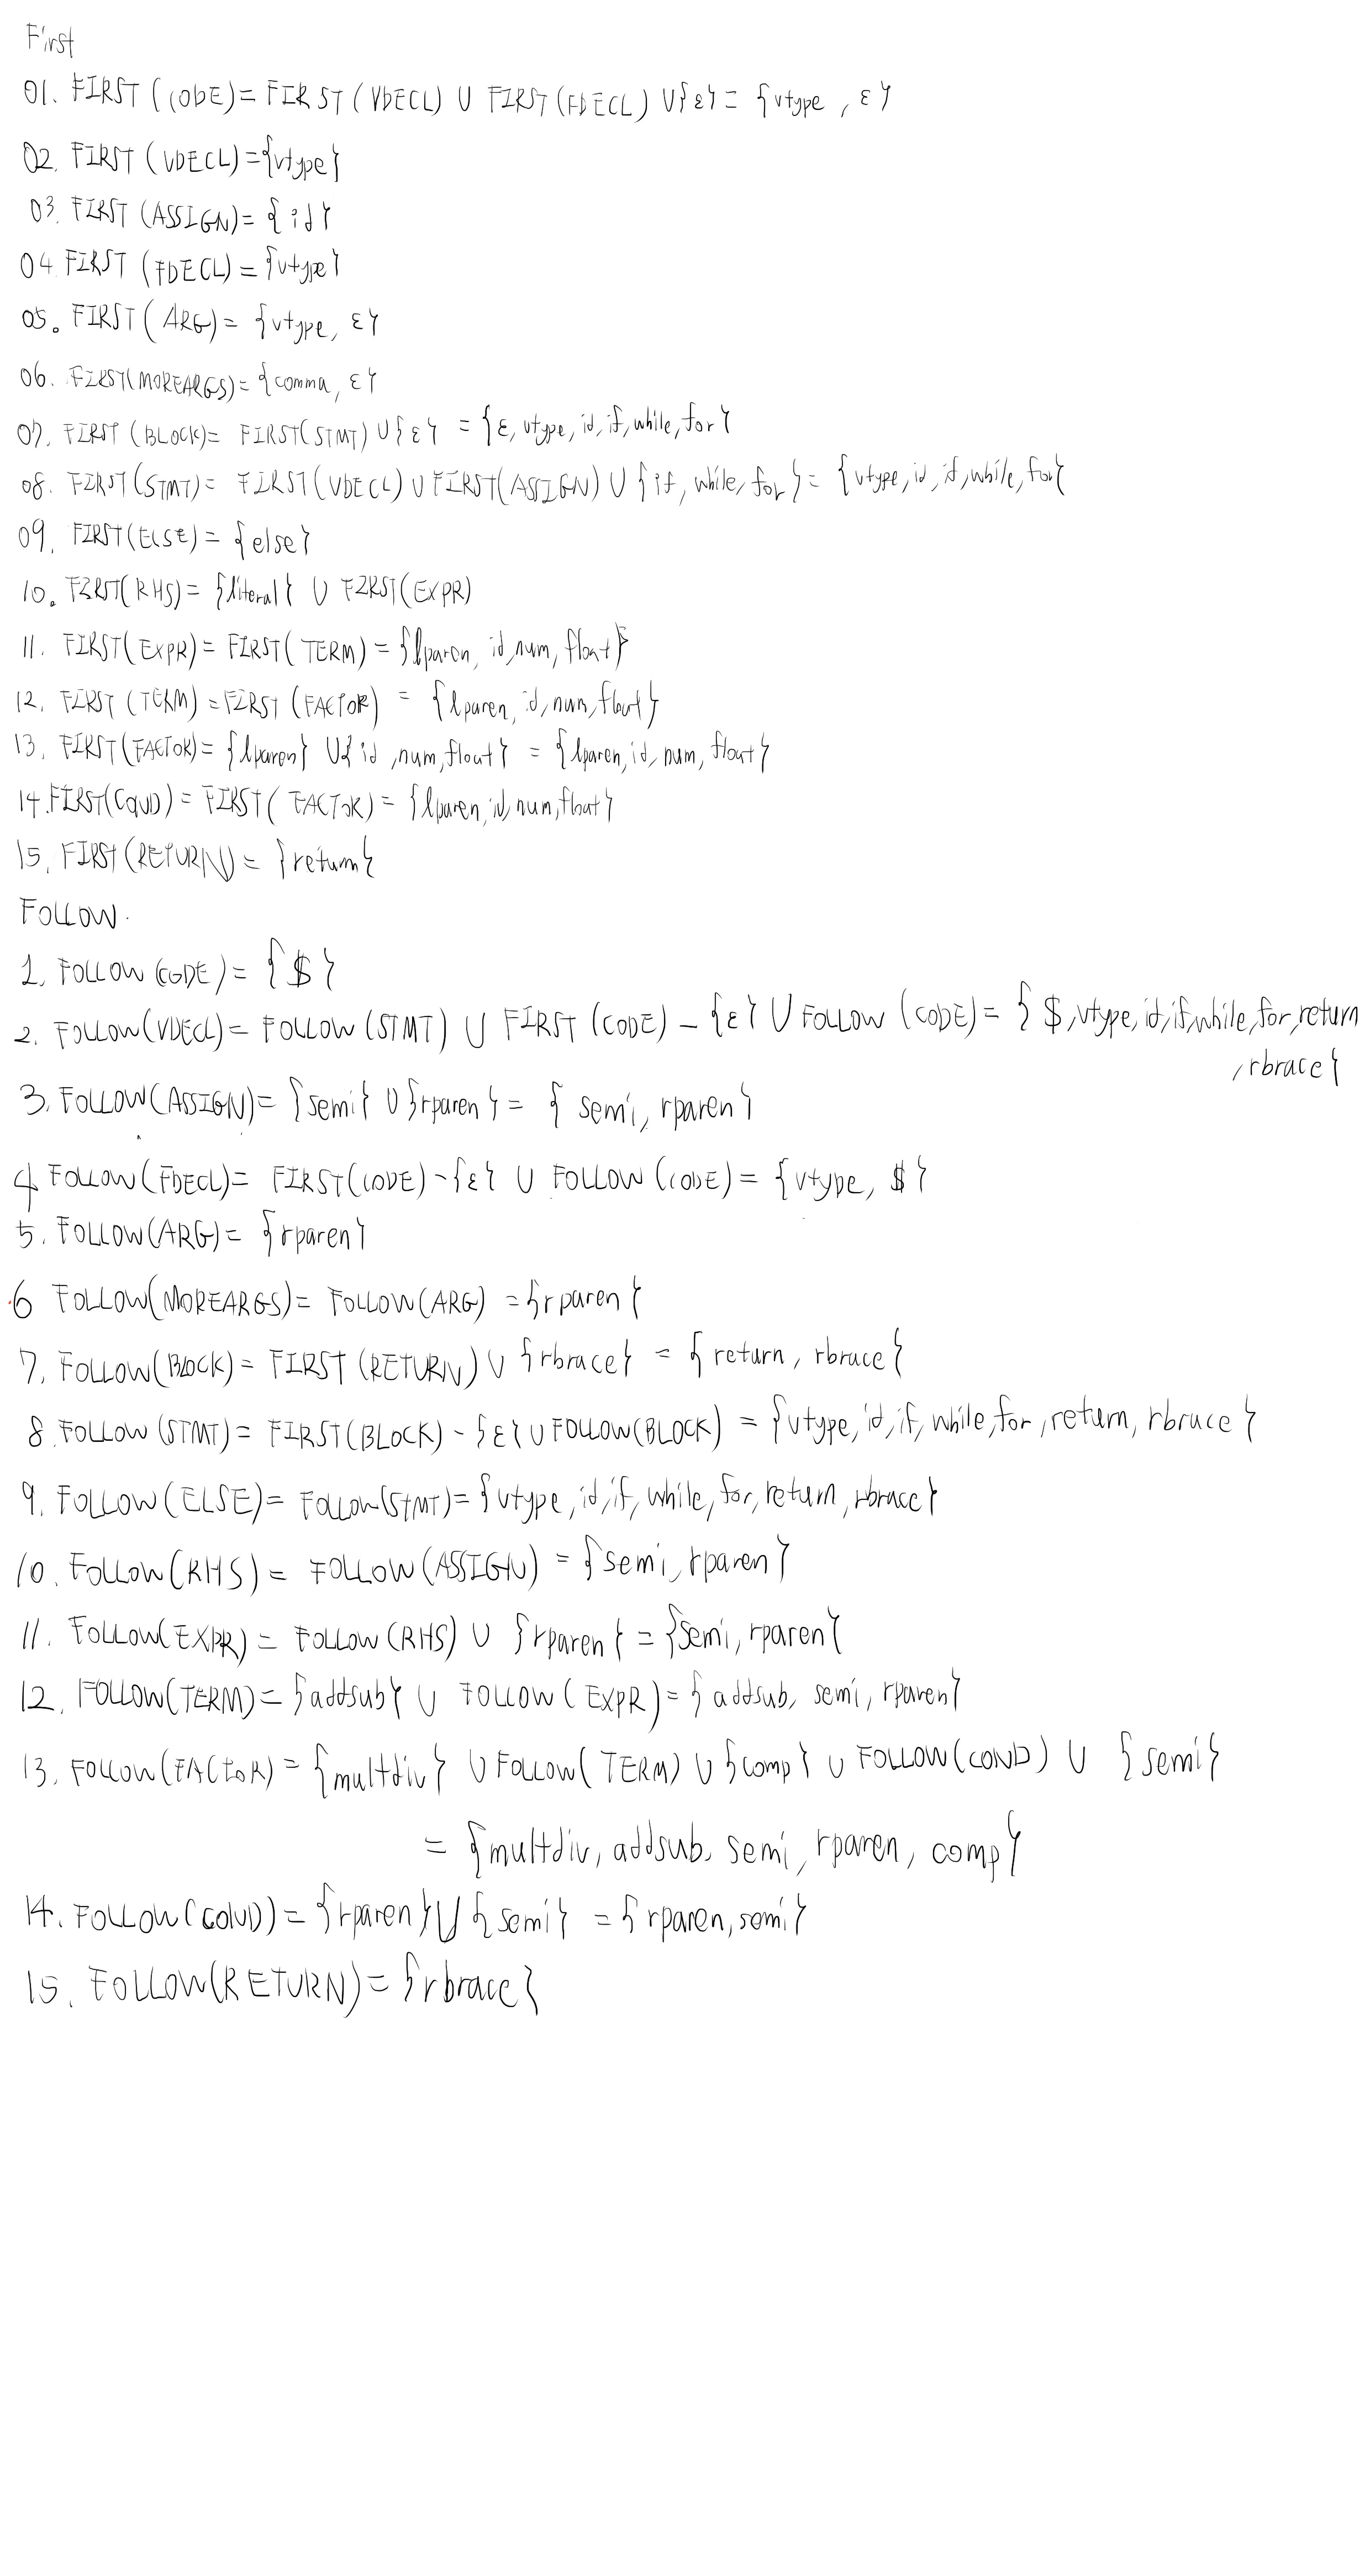 First
01. FIRST(CODE)= FIRST(VDECL) ∪ FIRST(FDECL) ∪{ε}= {vtype, ε}
02. FIRST(VDECL)={vtype}
03. FIRST(ASSIGN)={id}
04 FIRST(FDECL)={vtype}
05. FIRST(ARG)= {vtype, ε}
06. FIRST(MOREARGS)={comma, ε}
07. FIRST(BLOCK)= FIRST(STMT)∪{ε} = {ε, vtype, id, if, while, for}
08. FIRST(STMT)= FIRST(VDECL)∪FIRST(ASSIGN) ∪ {if, while, for}= {vtype, id, if, while, for}
09. FIRST(ELSE)= {else}
10. FIRST(RHS)= {literal} ∪ FIRST(EXPR)
11. FIRST(EXPR)= FIRST(TERM)= {lparen, id, num, float}
12. FIRST(TERM)=FIRST(FACTOR) = {lparen, id, num, float}
13. FIRST(FACTOR)= {lparen} ∪{id, num, float} = {lparen, id, num, float}
14. FIRST(COND)= FIRST(FACTOR)= {lparen, id, num, float}
15. FIRST(RETURN)= {return}
FOLLOW.
1. FOLLOW(CODE)= {$}
2. FOLLOW(VDECL)= FOLLOW(STMT) ∪ FIRST(CODE) - {ε} ∪ FOLLOW(CODE)= {$, vtype, id, if, while, for, return
, rbrace}
3. FOLLOW(ASSIGN)= {semi} ∪ {rparen}= {semi, rparen}
4 FOLLOW(FDECL)= FIRST(CODE)-{ε} ∪ FOLLOW(CODE)= {vtype, $}
5. FOLLOW(ARG)= {rparen}
6 FOLLOW(MOREARGS)= FOLLOW(ARG) ={rparen}
7. FOLLOW(BLOCK)= FIRST(RETURN) ∪ {rbrace} = {return, rbrace}
8. FOLLOW(STMT)= FIRST(BLOCK)-{ε}∪FOLLOW(BLOCK) = {vtype, id, if, while, for, return, rbrace}
9. FOLLOW(ELSE)= FOLLOW(STMT)= {vtype, id, if, while, for, return, rbrace}
10. FOLLOW(RHS)= FOLLOW(ASSIGN) = {semi, rparen}
11. FOLLOW(EXPR)= FOLLOW(RHS) ∪ {rparen} = {semi, rparen}
12. FOLLOW(TERM)= {addsub} ∪ FOLLOW(EXPR)= {addsub, semi, rparen}
13. FOLLOW(FACTOR)= {multdiv} ∪ FOLLOW(TERM) ∪ {comp} ∪ FOLLOW(COND) ∪ {semi}
= {multdiv, addsub, semi, rparen, comp}
14. FOLLOW(COND)= {rparen} ∪ {semi} = {rparen, semi}
15. FOLLOW(RETURN)= {rbrace}